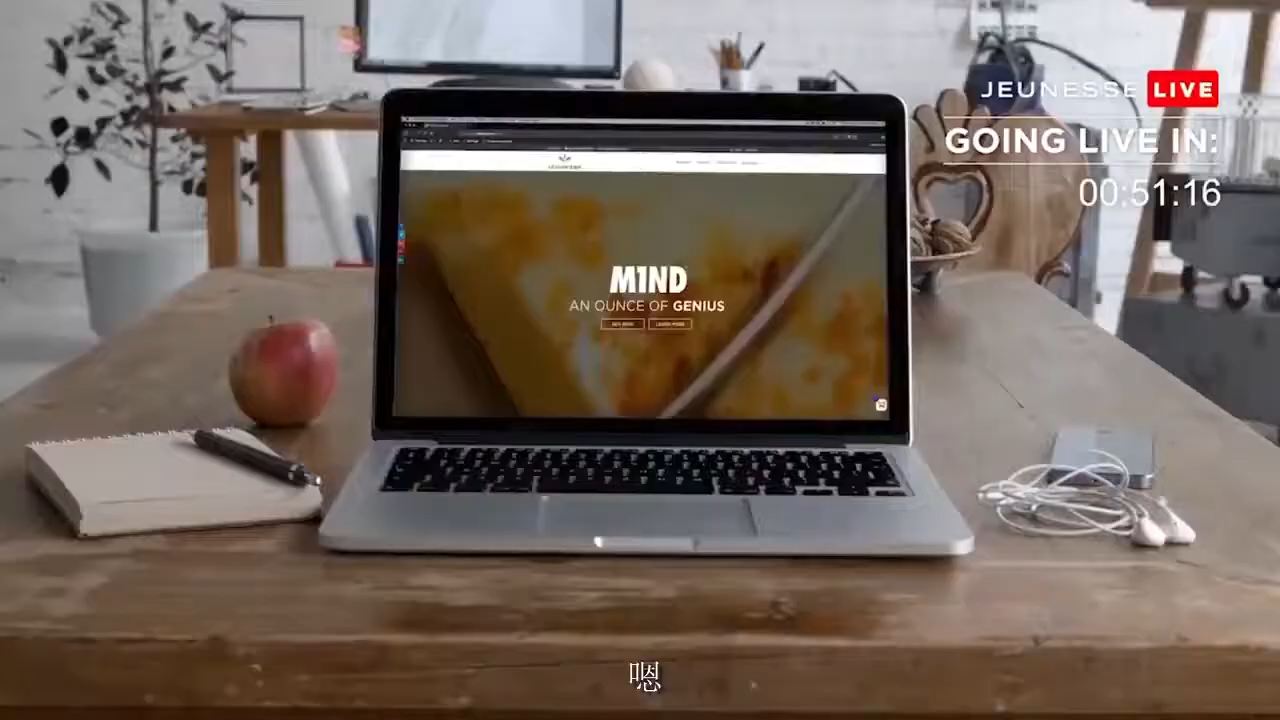 JEUNESSE LIVE
GOING LIVE IN:
00:51:16
M1ND
AN OUNCE OF GENIUS
嗯